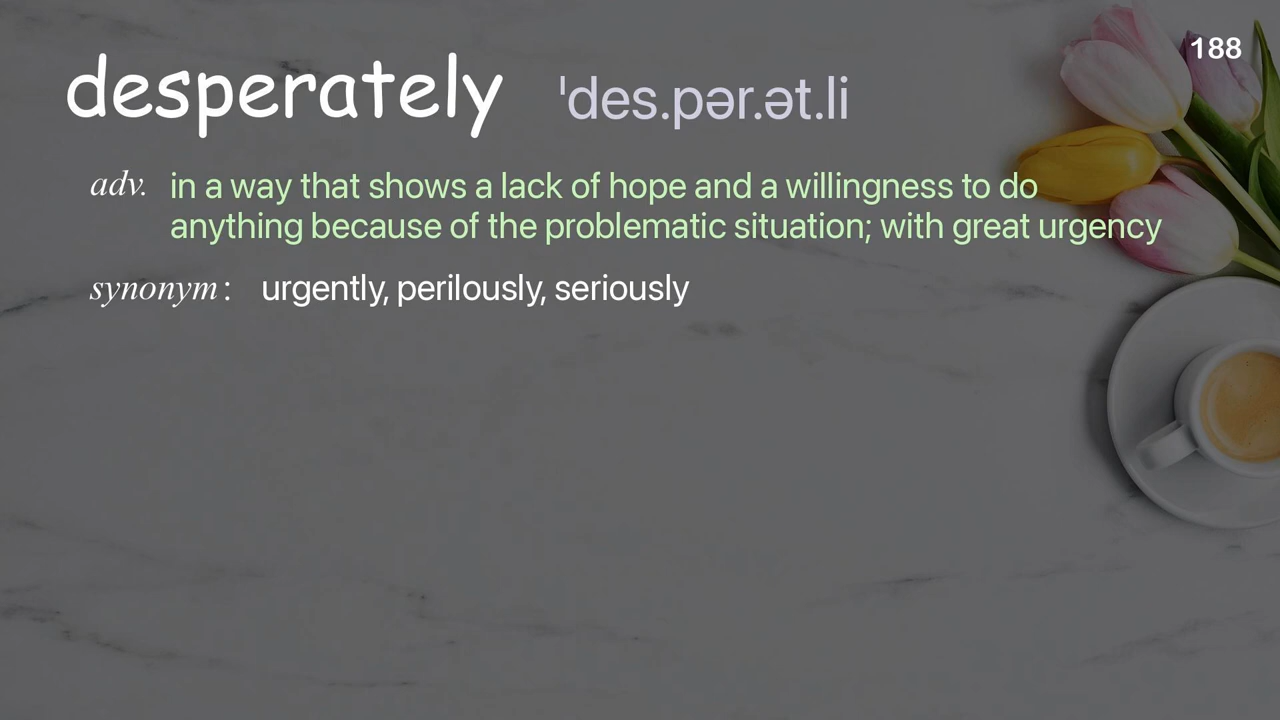 188
desperately ˈdes.pər.ət.li
adv. in a way that shows a lack of hope and a willingness to do
anything because of the problematic situation; with great urgency
synonym: urgently, perilously, seriously